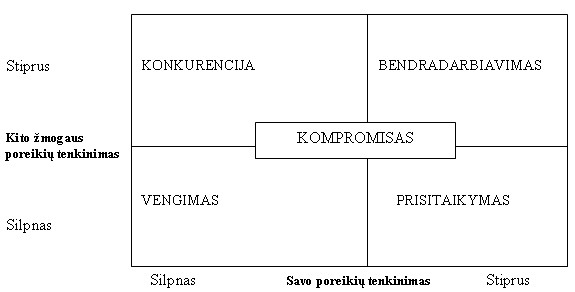 Stiprus
KONKURENCIJA
BENDRADARBIAVIMAS
Kito žmogaus
poreikių tenkinimas
KOMPROMISAS
VENGIMAS
PRISITAIKYMAS
Silpnas
Silpnas
Savo poreikių tenkinimas
Stiprus